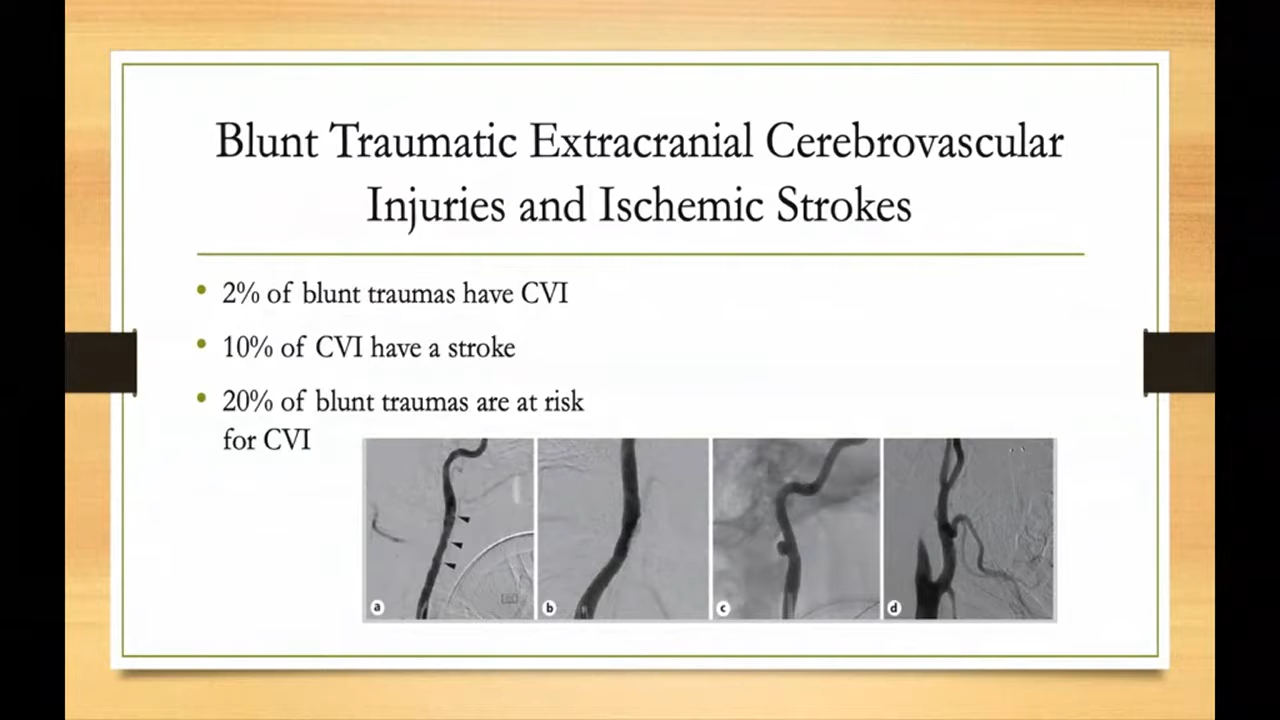 Blunt Traumatic Extracranial Cerebrovascular
Injuries and Ischemic Strokes
• 2% of blunt traumas have CVI
• 10% of CVI have a stroke
• 20% of blunt traumas are at risk
for CVI
a b c d